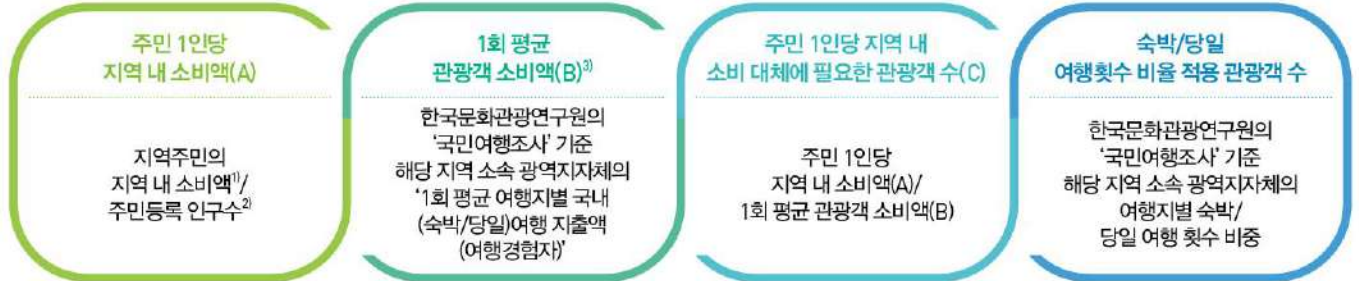 주민 1인당
지역 내 소비액(A)
지역주민의
지역 내 소비액1)/
주민등록 인구수2)
1회 평균
관광객 소비액(B)3)
한국문화관광연구원의
'국민여행조사' 기준
해당 지역 소속 광역지자체의
'1회 평균 여행지별 국내
(숙박/당일)여행 지출액
(여행경험자)'
주민 1인당 지역 내
소비 대체에 필요한 관광객 수(C)
주민 1인당
지역 내 소비액(A)/
1회 평균 관광객 소비액(B)
숙박/당일
여행횟수 비율 적용 관광객 수
한국문화관광연구원의
'국민여행조사' 기준
해당 지역 소속 광역지자체의
여행지별 숙박/
당일 여행 횟수 비중